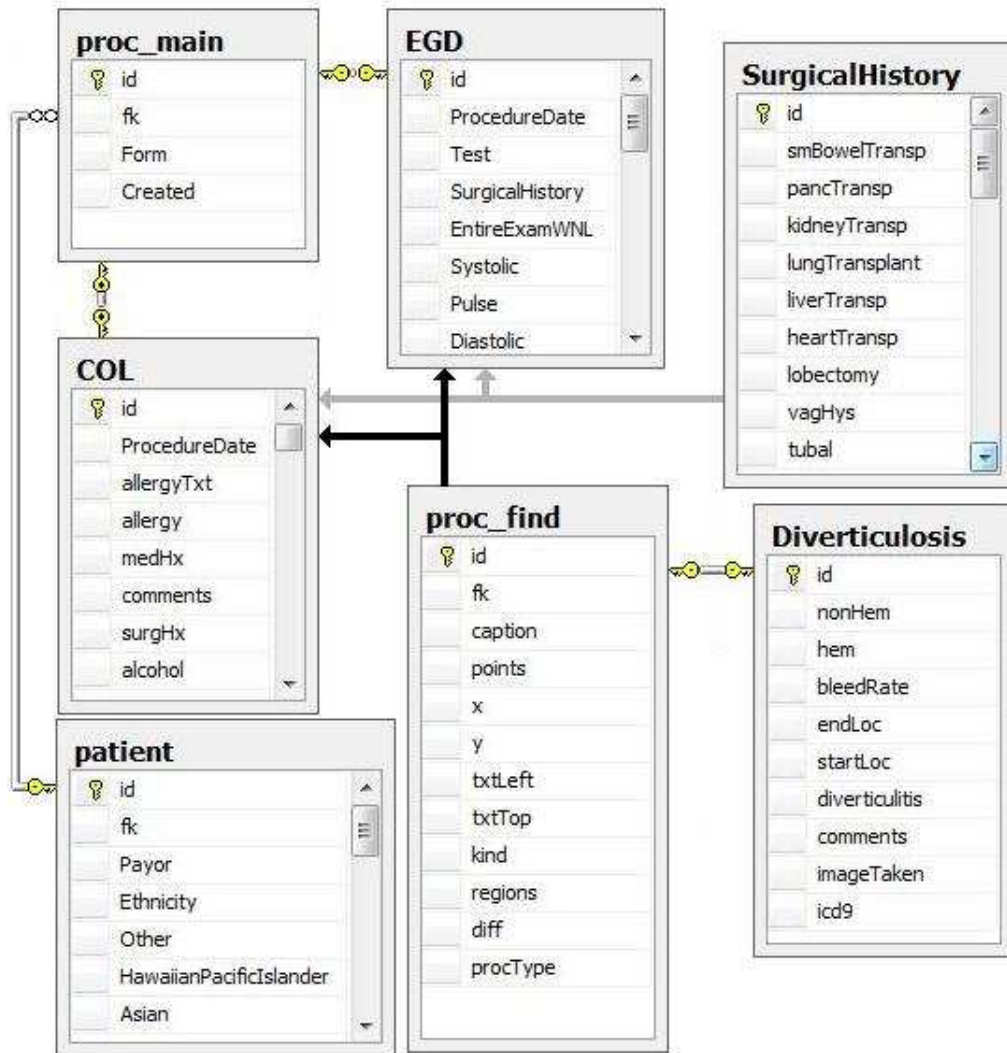 proc_main
id
fk
Form
Created
EGD
id
ProcedureDate
Test
SurgicalHistory
EntireExamWNL
Systolic
Pulse
Diastolic
SurgicalHistory
id
smBowelTransp
pancTransp
kidneyTransp
lungTransplant
liverTransp
heartTransp
lobectomy
vagHys
tubal
COL
id
ProcedureDate
allergyTxt
allergy
medHx
comments
surgHx
alcohol
proc_find
id
fk
caption
points
x
y
txtLeft
txtTop
kind
regions
diff
procType
Diverticulosis
id
nonHem
hem
bleedRate
endLoc
startLoc
diverticulitis
comments
imageTaken
icd9
patient
id
fk
Payor
Ethnicity
Other
HawaiianPacificIslander
Asian